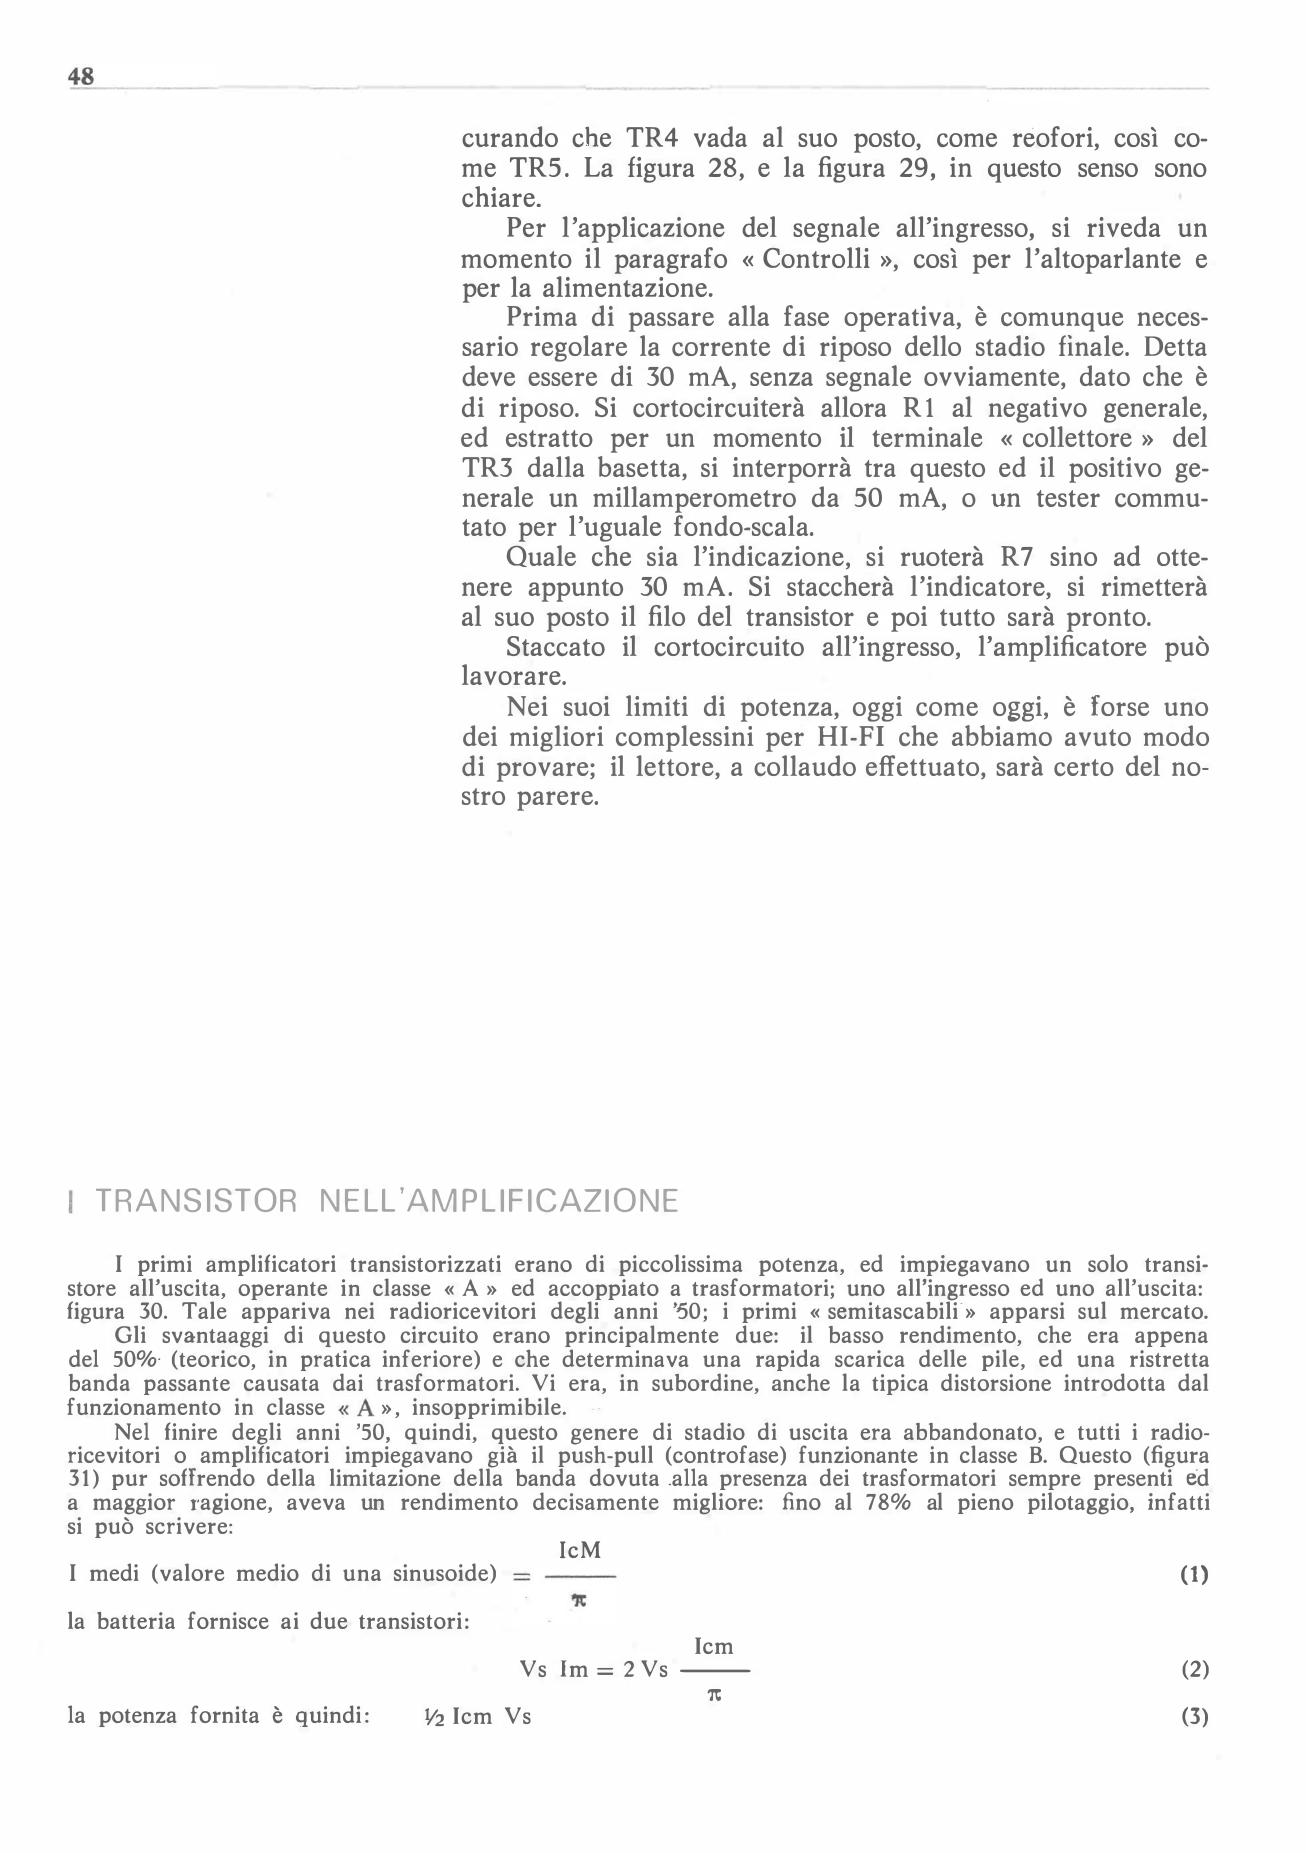 48
curando che TR4 vada al suo posto, come reofori, così co-
me TR5. La figura 28, e la figura 29, in questo senso sono
chiare.
Per l'applicazione del segnale all'ingresso, si riveda un
momento il paragrafo « Controlli », così per l'altoparlante e
per la alimentazione.
Prima di passare alla fase operativa, è comunque neces-
sario regolare la corrente di riposo dello stadio finale. Detta
deve essere di 30 mA, senza segnale ovviamente, dato che è
di riposo. Si cortocircuiterà allora R1 al negativo generale,
ed estratto per un momento il terminale « collettore » del
TR3 dalla basetta, si interporrà tra questo ed il positivo ge-
nerale un millamperometro da 50 mA, o un tester commu-
tato per l'uguale fondo-scala.
Quale che sia l'indicazione, si ruoterà R7 sino ad otte-
nere appunto 30 mA. Si staccherà l'indicatore, si rimetterà
al suo posto il filo del transistor e poi tutto sarà pronto.
Staccato il cortocircuito all'ingresso, l'amplificatore può
lavorare.
Nei suoi limiti di potenza, oggi come oggi, è forse uno
dei migliori complessini per HI-FI che abbiamo avuto modo
di provare; il lettore, a collaudo effettuato, sarà certo del no-
stro parere.
I TRANSISTOR NELL'AMPLIFICAZIONE
I primi amplificatori transistorizzati erano di piccolissima potenza, ed impiegavano un solo transi-
store all'uscita, operante in classe « A » ed accoppiato a trasformatori; uno all'ingresso ed uno all'uscita:
figura 30. Tale appariva nei radioricevitori degli anni '50; i primi « semitascabili » apparsi sul mercato.
Gli svantaaggi di questo circuito erano principalmente due: il basso rendimento, che era appena
del 50% (teorico, in pratica inferiore) e che determinava una rapida scarica delle pile, ed una ristretta
banda passante causata dai trasformatori. Vi era, in subordine, anche la tipica distorsione introdotta dal
funzionamento in classe « A », insopprimibile.
Nel finire degli anni '50, quindi, questo genere di stadio di uscita era abbandonato, e tutti i radio-
ricevitori o amplificatori impiegavano già il push-pull (controfase) funzionante in classe B. Questo (figura
31) pur soffrendo della limitazione della banda dovuta alla presenza dei trasformatori sempre presenti ed
a maggior ragione, aveva un rendimento decisamente migliore: fino al 78% al pieno pilotaggio, infatti
si può scrivere:
IcM
I medi (valore medio di una sinusoide) = (1)
π
la batteria fornisce ai due transistori:
Icm
Vs Im = 2 Vs (2)
π
la potenza fornita è quindi: ½ Icm Vs (3)